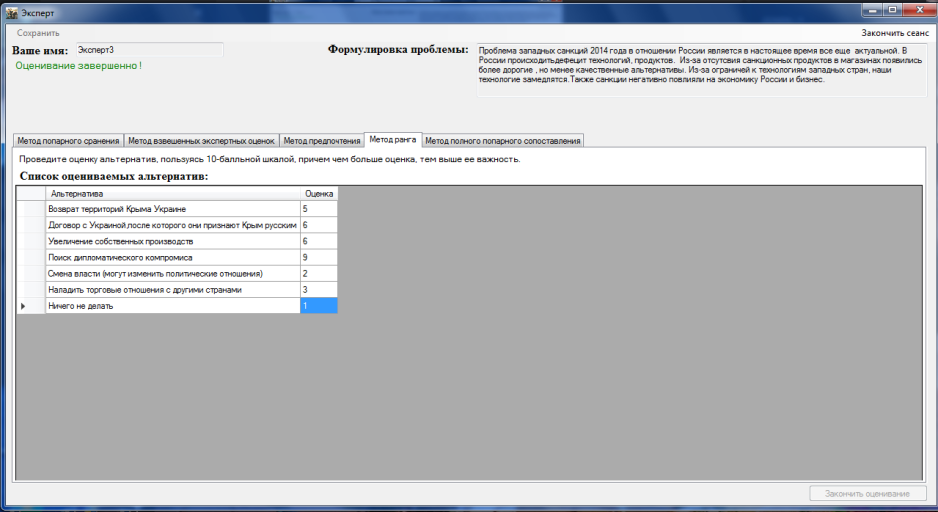 Эксперт
Сохранить
Закончить сеанс
Ваше имя: Эксперт3
Оценивание завершенно!
Формулировка проблемы:
Проблема западных санкций 2014 года в отношении России является в настоящее время все еще актуальной. В
России происходитьдефецит технологий, продуктов. Из-за отсутсвия санкционных продуктов в магазинах появились
более дорогие , но менее качественные альтернативы. Из-за ограничей к технологиям западных стран, наши
технологие замедлятся.Также санкции негативно повлияли на экономику России и бизнес.
Метод попарного сранения
Метод взвешенных экспертных оценок
Метод предпочтения
Метод ранга
Метод полного попарного сопоставления
Проведите оценку альтернатив, пользуясь 10-балльной шкалой, причем чем больше оценка, тем выше ее важность.
Список оцениваемых альтернатив:
Альтернатива Оценка
Возврат территорий Крыма Украине 5
Договор с Украиной,после которого они признают Крым русским 6
Увеличение собственных производств 6
Поиск дипломатического компромиса 9
Смена власти (могут изменить политические отношения) 2
Наладить торговые отношения с другими странами 3
Ничего не делать 1
Закончить оценивание